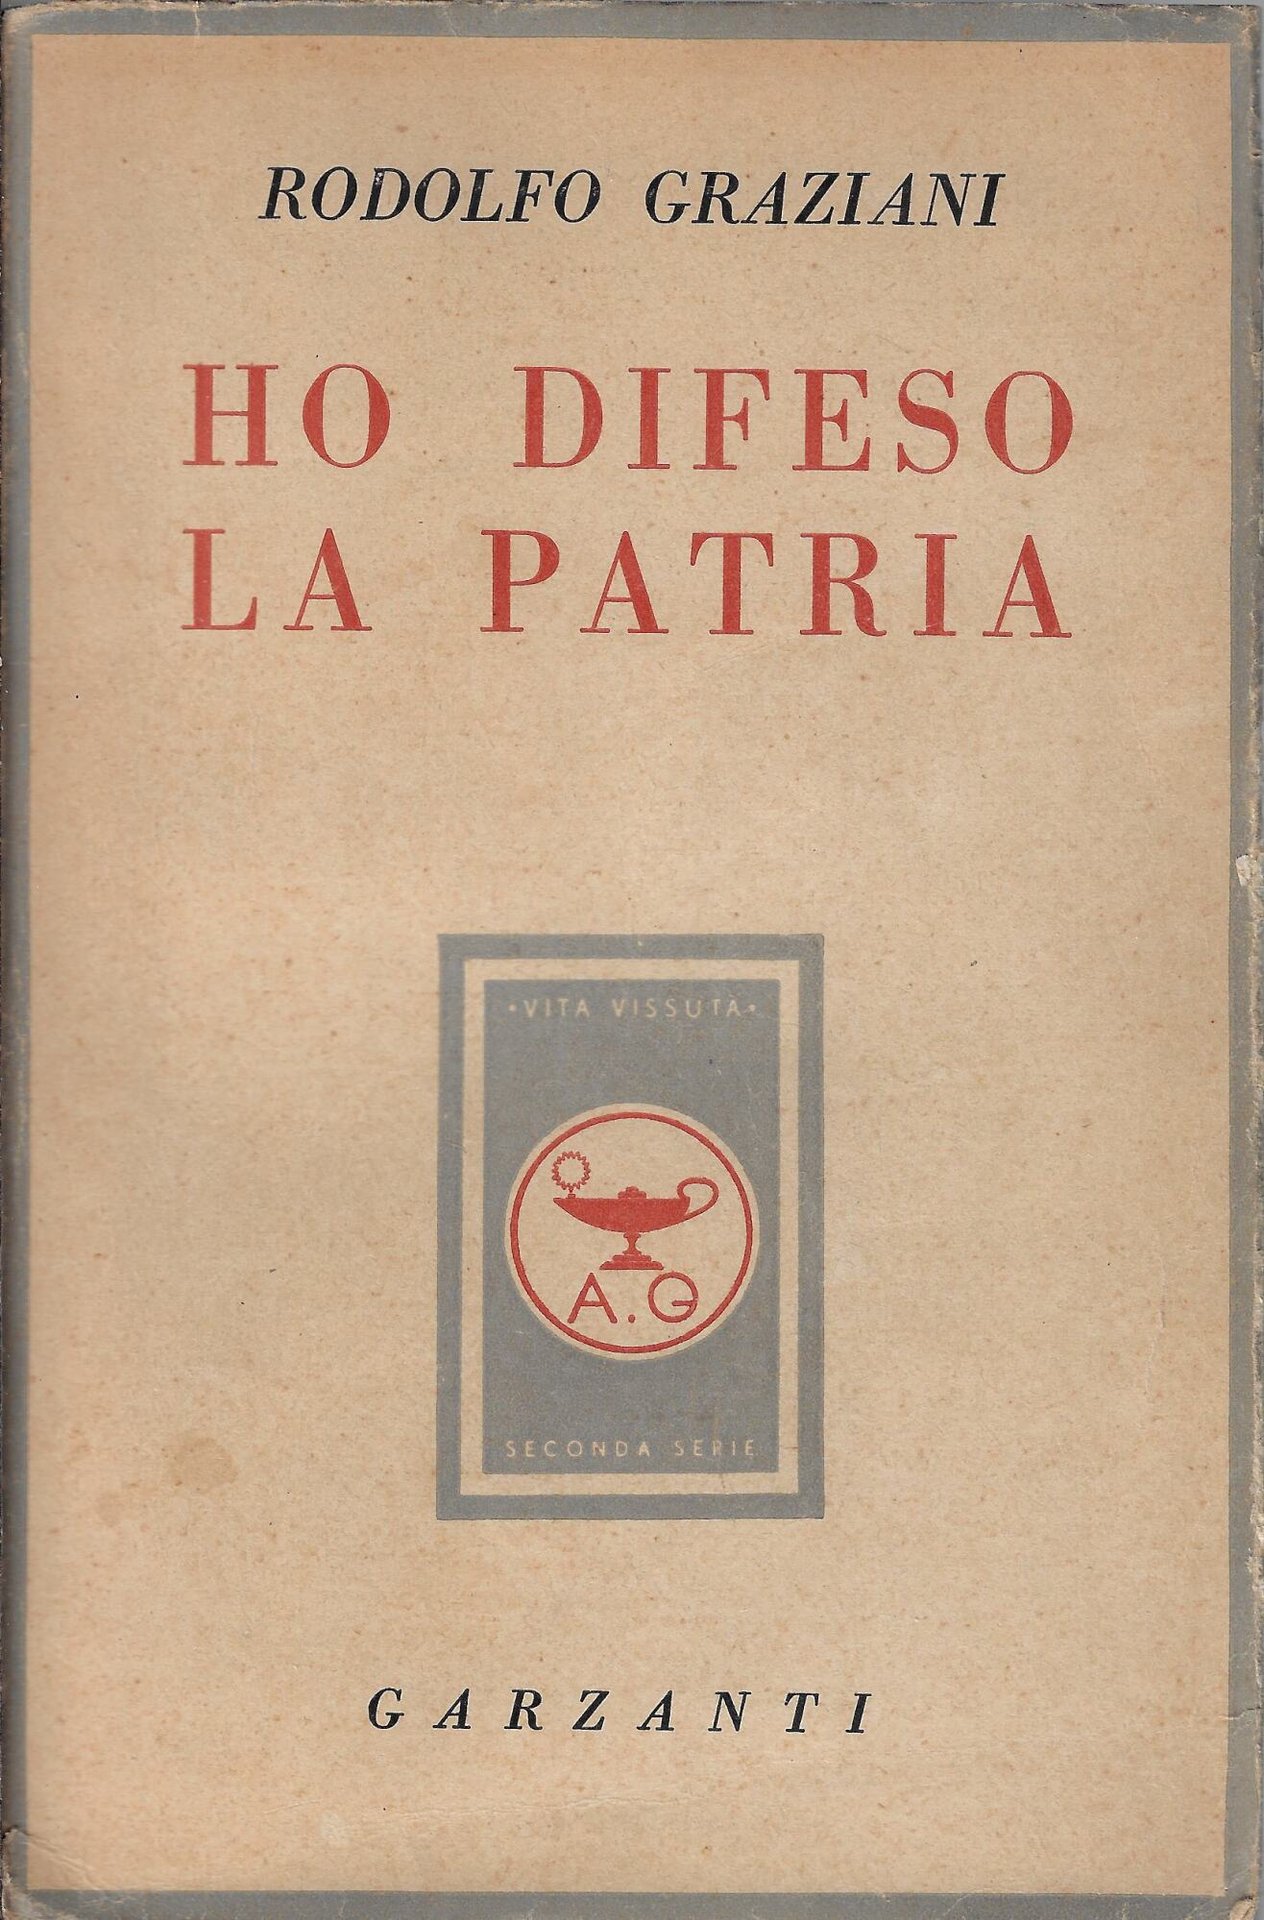 RODOLFO GRAZIANI
HO DIFESO
LA PATRIA
•VITA VISSUTA•
A.G
SECONDA SERIE
GARZANTI